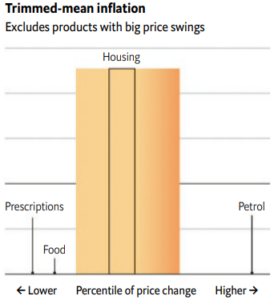 Trimmed-mean inflation
Excludes products with big price swings
Housing
Prescriptions
Petrol
Food
← Lower Percentile of price change Higher →